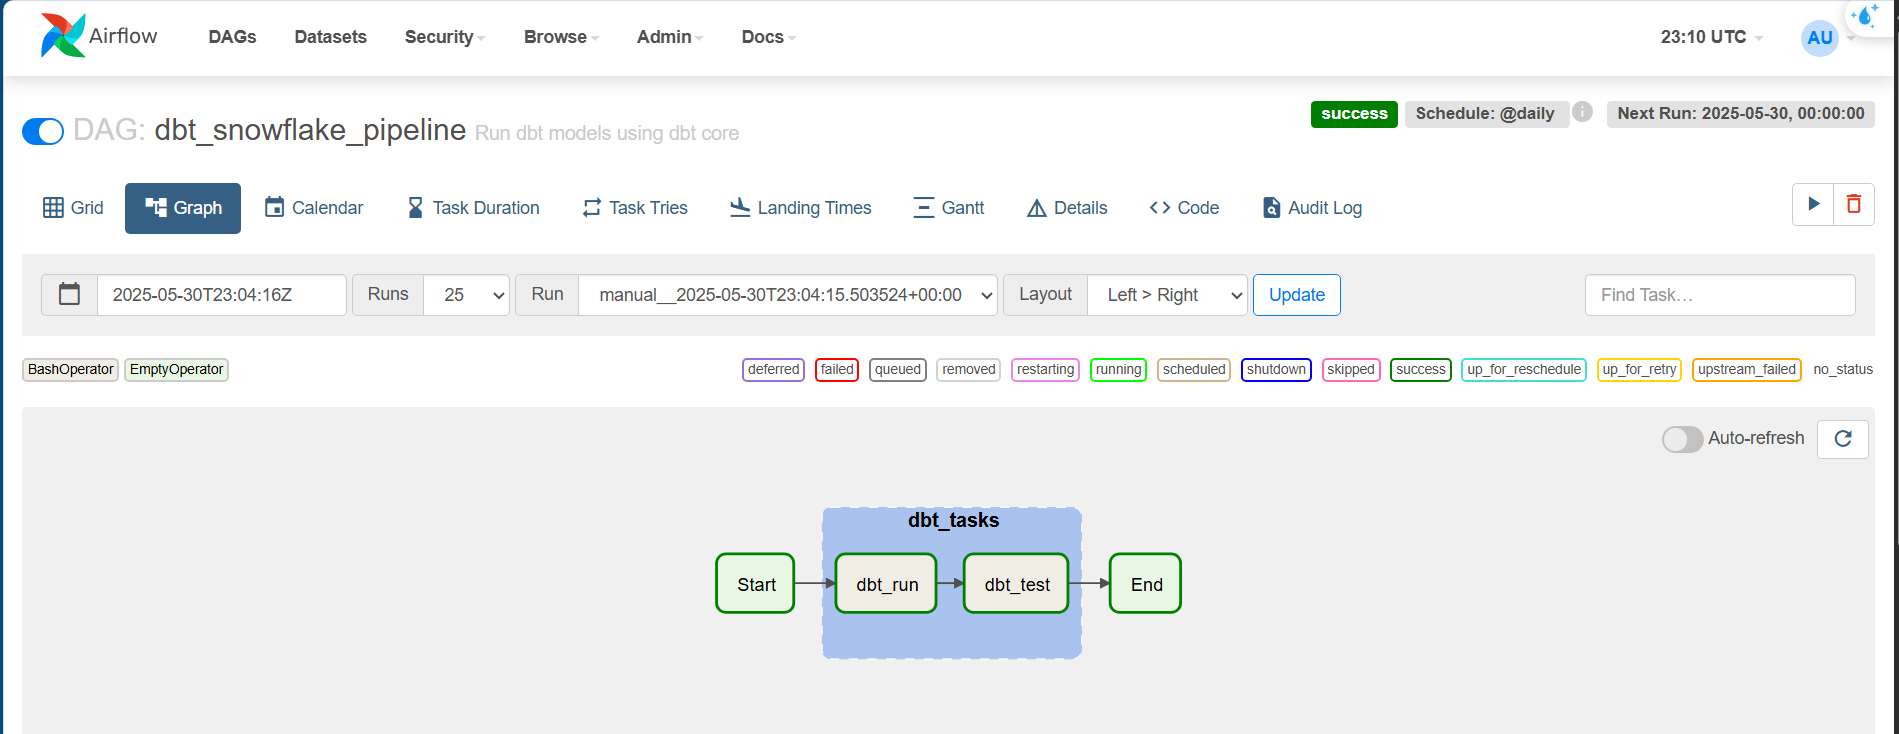 Airflow DAGs Datasets Security Browse Admin Docs 23:10 UTC AU
DAG: dbt_snowflake_pipeline Run dbt models using dbt core success Schedule: @daily i Next Run: 2025-05-30, 00:00:00
Grid Graph Calendar Task Duration Task Tries Landing Times Gantt Details Code Audit Log
2025-05-30T23:04:16Z Runs 25 Run manual__2025-05-30T23:04:15.503524+00:00 Layout Left > Right Update Find Task…
BashOperator EmptyOperator deferred failed queued removed restarting running scheduled shutdown skipped success up_for_reschedule up_for_retry upstream_failed no_status
Auto-refresh
dbt_tasks
Start dbt_run dbt_test End